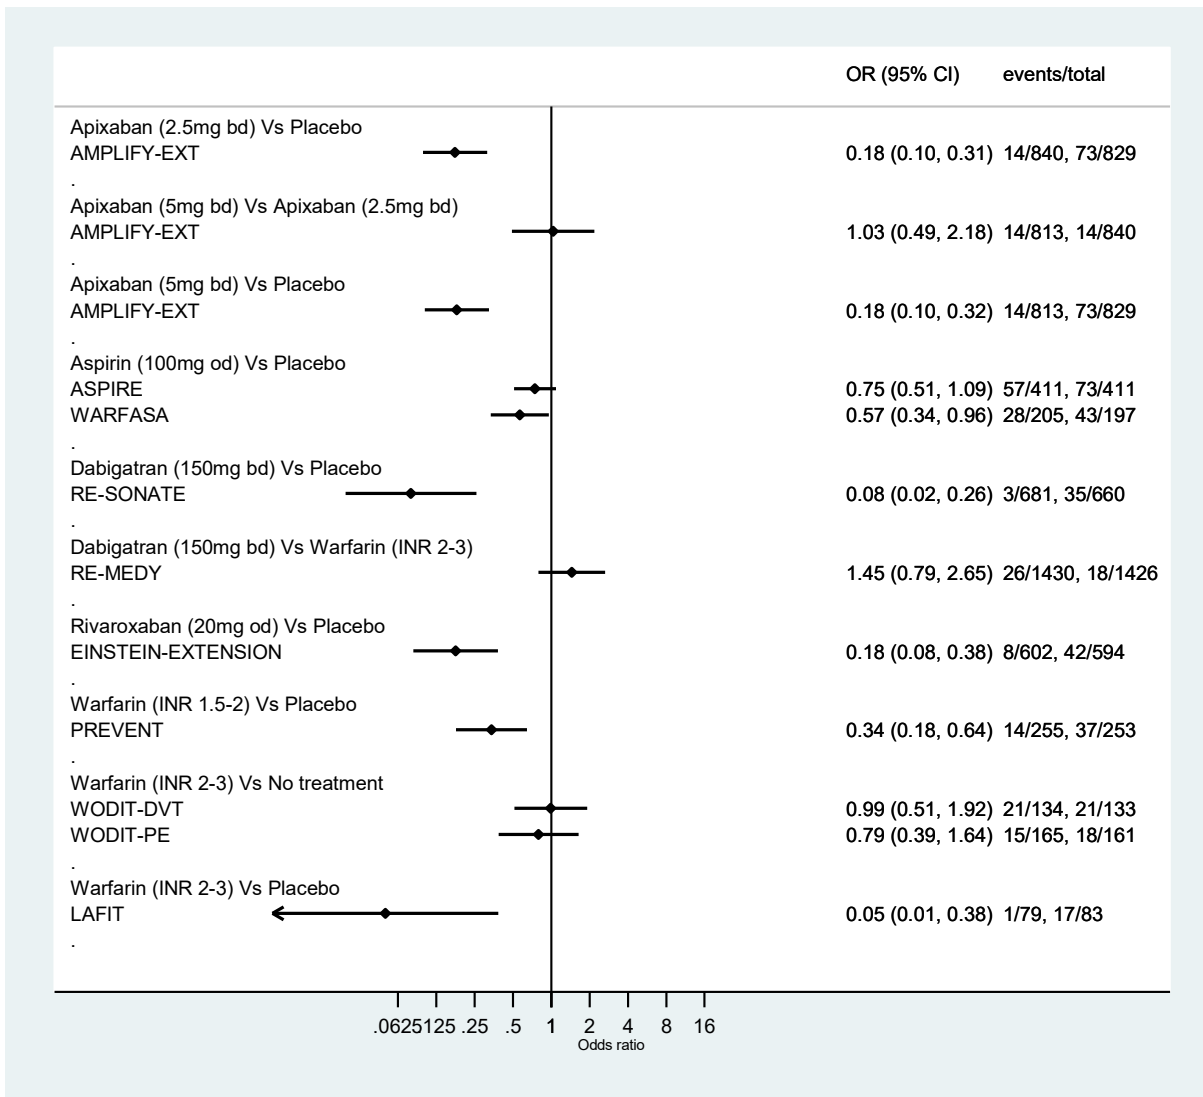 OR (95% CI) events/total
Apixaban (2.5mg bd) Vs Placebo
AMPLIFY-EXT 0.18 (0.10, 0.31) 14/840, 73/829
.
Apixaban (5mg bd) Vs Apixaban (2.5mg bd)
AMPLIFY-EXT 1.03 (0.49, 2.18) 14/813, 14/840
.
Apixaban (5mg bd) Vs Placebo
AMPLIFY-EXT 0.18 (0.10, 0.32) 14/813, 73/829
.
Aspirin (100mg od) Vs Placebo
ASPIRE 0.75 (0.51, 1.09) 57/411, 73/411
WARFASA 0.57 (0.34, 0.96) 28/205, 43/197
.
Dabigatran (150mg bd) Vs Placebo
RE-SONATE 0.08 (0.02, 0.26) 3/681, 35/660
.
Dabigatran (150mg bd) Vs Warfarin (INR 2-3)
RE-MEDY 1.45 (0.79, 2.65) 26/1430, 18/1426
.
Rivaroxaban (20mg od) Vs Placebo
EINSTEIN-EXTENSION 0.18 (0.08, 0.38) 8/602, 42/594
.
Warfarin (INR 1.5-2) Vs Placebo
PREVENT 0.34 (0.18, 0.64) 14/255, 37/253
.
Warfarin (INR 2-3) Vs No treatment
WODIT-DVT 0.99 (0.51, 1.92) 21/134, 21/133
WODIT-PE 0.79 (0.39, 1.64) 15/165, 18/161
.
Warfarin (INR 2-3) Vs Placebo
LAFIT 0.05 (0.01, 0.38) 1/79, 17/83
.
.0625 .125 .25 .5 1 2 4 8 16
Odds ratio